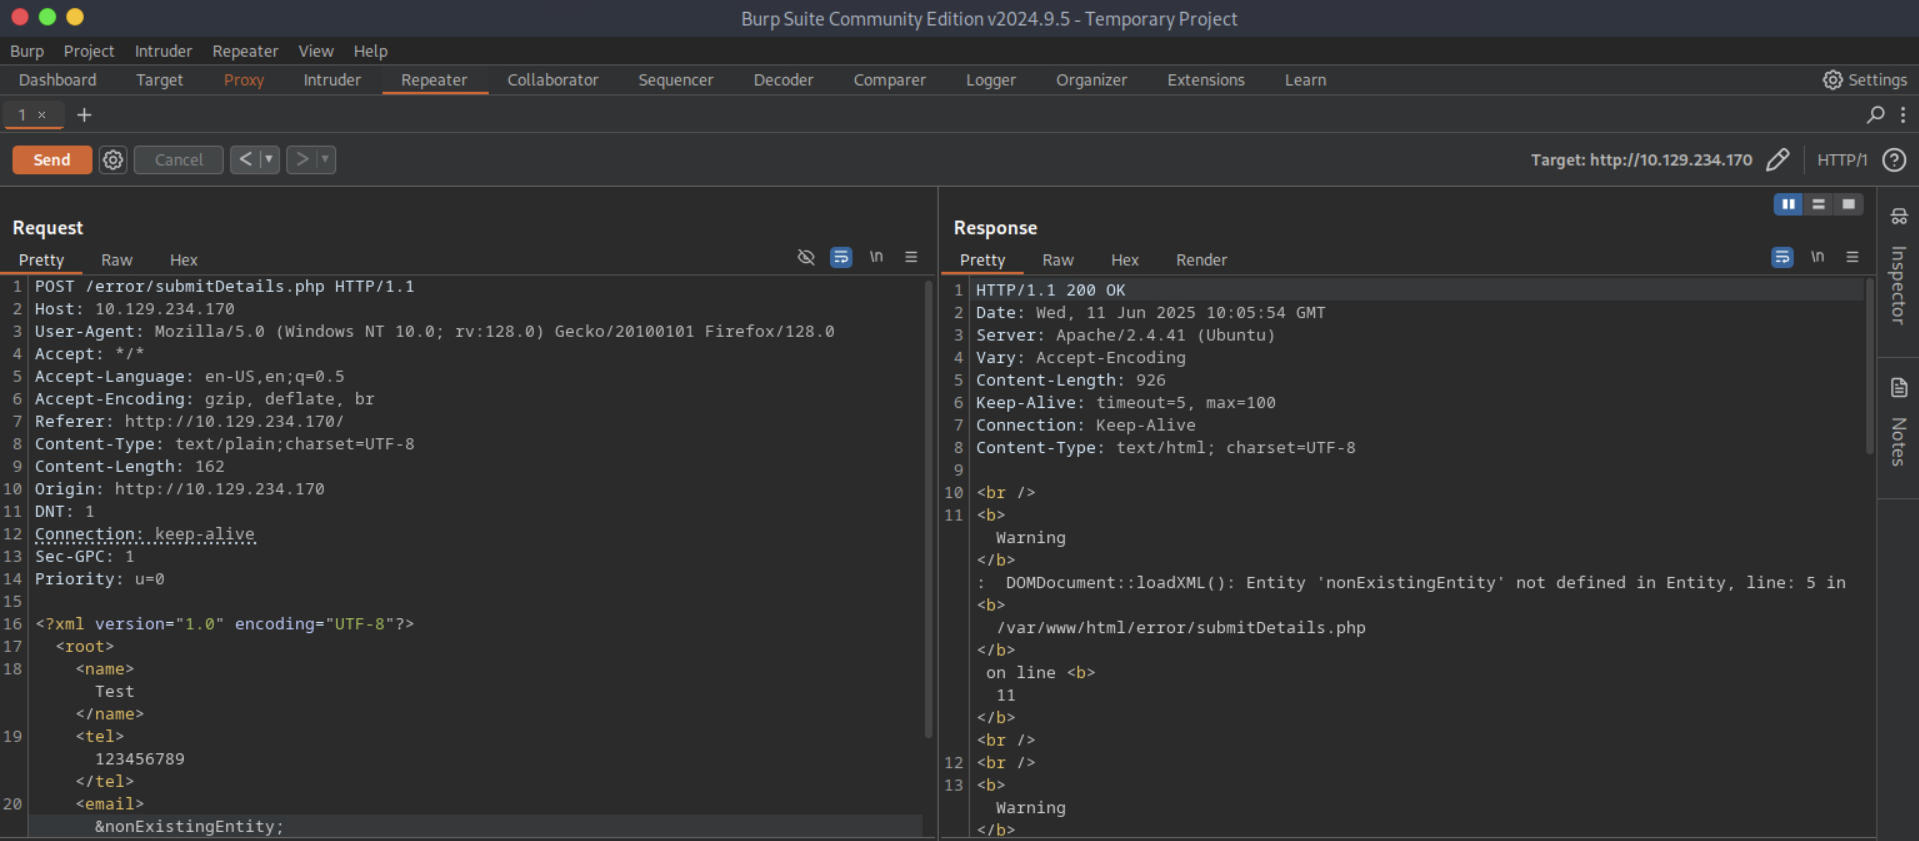 Burp Suite Community Edition v2024.9.5 - Temporary Project
Burp Project Intruder Repeater View Help
Dashboard Target Proxy Intruder Repeater Collaborator Sequencer Decoder Comparer Logger Organizer Extensions Learn Settings
1 × +
Send Cancel < > Target: http://10.129.234.170 HTTP/1 ?
Request
Pretty Raw Hex \n
1 POST /error/submitDetails.php HTTP/1.1
2 Host: 10.129.234.170
3 User-Agent: Mozilla/5.0 (Windows NT 10.0; rv:128.0) Gecko/20100101 Firefox/128.0
4 Accept: */*
5 Accept-Language: en-US,en;q=0.5
6 Accept-Encoding: gzip, deflate, br
7 Referer: http://10.129.234.170/
8 Content-Type: text/plain;charset=UTF-8
9 Content-Length: 162
10 Origin: http://10.129.234.170
11 DNT: 1
12 Connection: keep-alive
13 Sec-GPC: 1
14 Priority: u=0
15
16 <?xml version="1.0" encoding="UTF-8"?>
17 <root>
18 <name>
Test
</name>
19 <tel>
123456789
</tel>
20 <email>
&nonExistingEntity;
Response
Pretty Raw Hex Render \n
1 HTTP/1.1 200 OK
2 Date: Wed, 11 Jun 2025 10:05:54 GMT
3 Server: Apache/2.4.41 (Ubuntu)
4 Vary: Accept-Encoding
5 Content-Length: 926
6 Keep-Alive: timeout=5, max=100
7 Connection: Keep-Alive
8 Content-Type: text/html; charset=UTF-8
9
10 <br />
11 <b>
Warning
</b>
: DOMDocument::loadXML(): Entity 'nonExistingEntity' not defined in Entity, line: 5 in
<b>
/var/www/html/error/submitDetails.php
</b>
on line <b>
11
</b>
<br />
12 <br />
13 <b>
Warning
</b>
Inspector
Notes